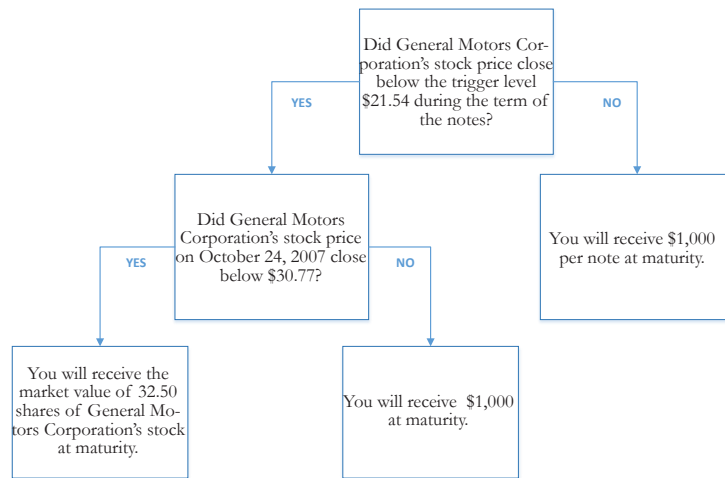 Did General Motors Cor-
poration’s stock price close
below the trigger level
$21.54 during the term of
the notes?
YES
NO
Did General Motors
Corporation’s stock price
on October 24, 2007 close
below $30.77?
You will receive $1,000
per note at maturity.
YES
NO
You will receive the
market value of 32.50
shares of General Mo-
tors Corporation’s stock
at maturity.
You will receive $1,000
at maturity.